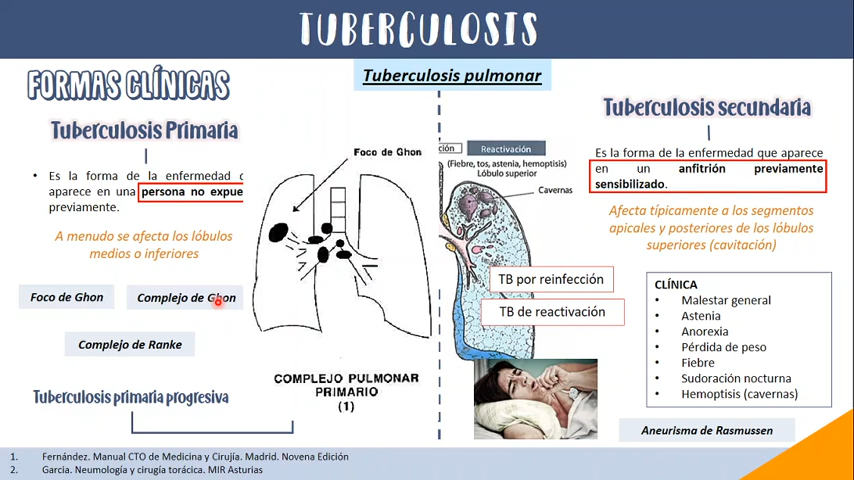 TUBERCULOSIS
FORMAS CLÍNICAS
Tuberculosis pulmonar
Tuberculosis Primaria
• Es la forma de la enfermedad
aparece en una persona no
previamente.
A menudo se afecta los lóbulos
medios o inferiores
Foco de Ghon
Complejo de Ghon
Complejo de Ranke
Tuberculosis primaria progresiva
Foco de Ghon
COMPLEJO PULMONAR
PRIMARIO
(1)
Reactivación
(Fiebre, tos, astenia, hemoptisis)
Lóbulo superior
Cavernas
TB por reinfección
TB de reactivación
Tuberculosis secundaria
Es la forma de la enfermedad que aparece
en un anfitrión previamente
sensibilizado.
Afecta típicamente a los segmentos
apicales y posteriores de los lóbulos
superiores (cavitación)
CLÍNICA
• Malestar general
• Astenia
• Anorexia
• Pérdida de peso
• Fiebre
• Sudoración nocturna
• Hemoptisis (cavernas)
Aneurisma de Rasmussen
1. Fernández. Manual CTO de Medicina y Cirujía. Madrid. Novena Edición
2. Garcia. Neumología y cirugía torácica. MIR Asturias